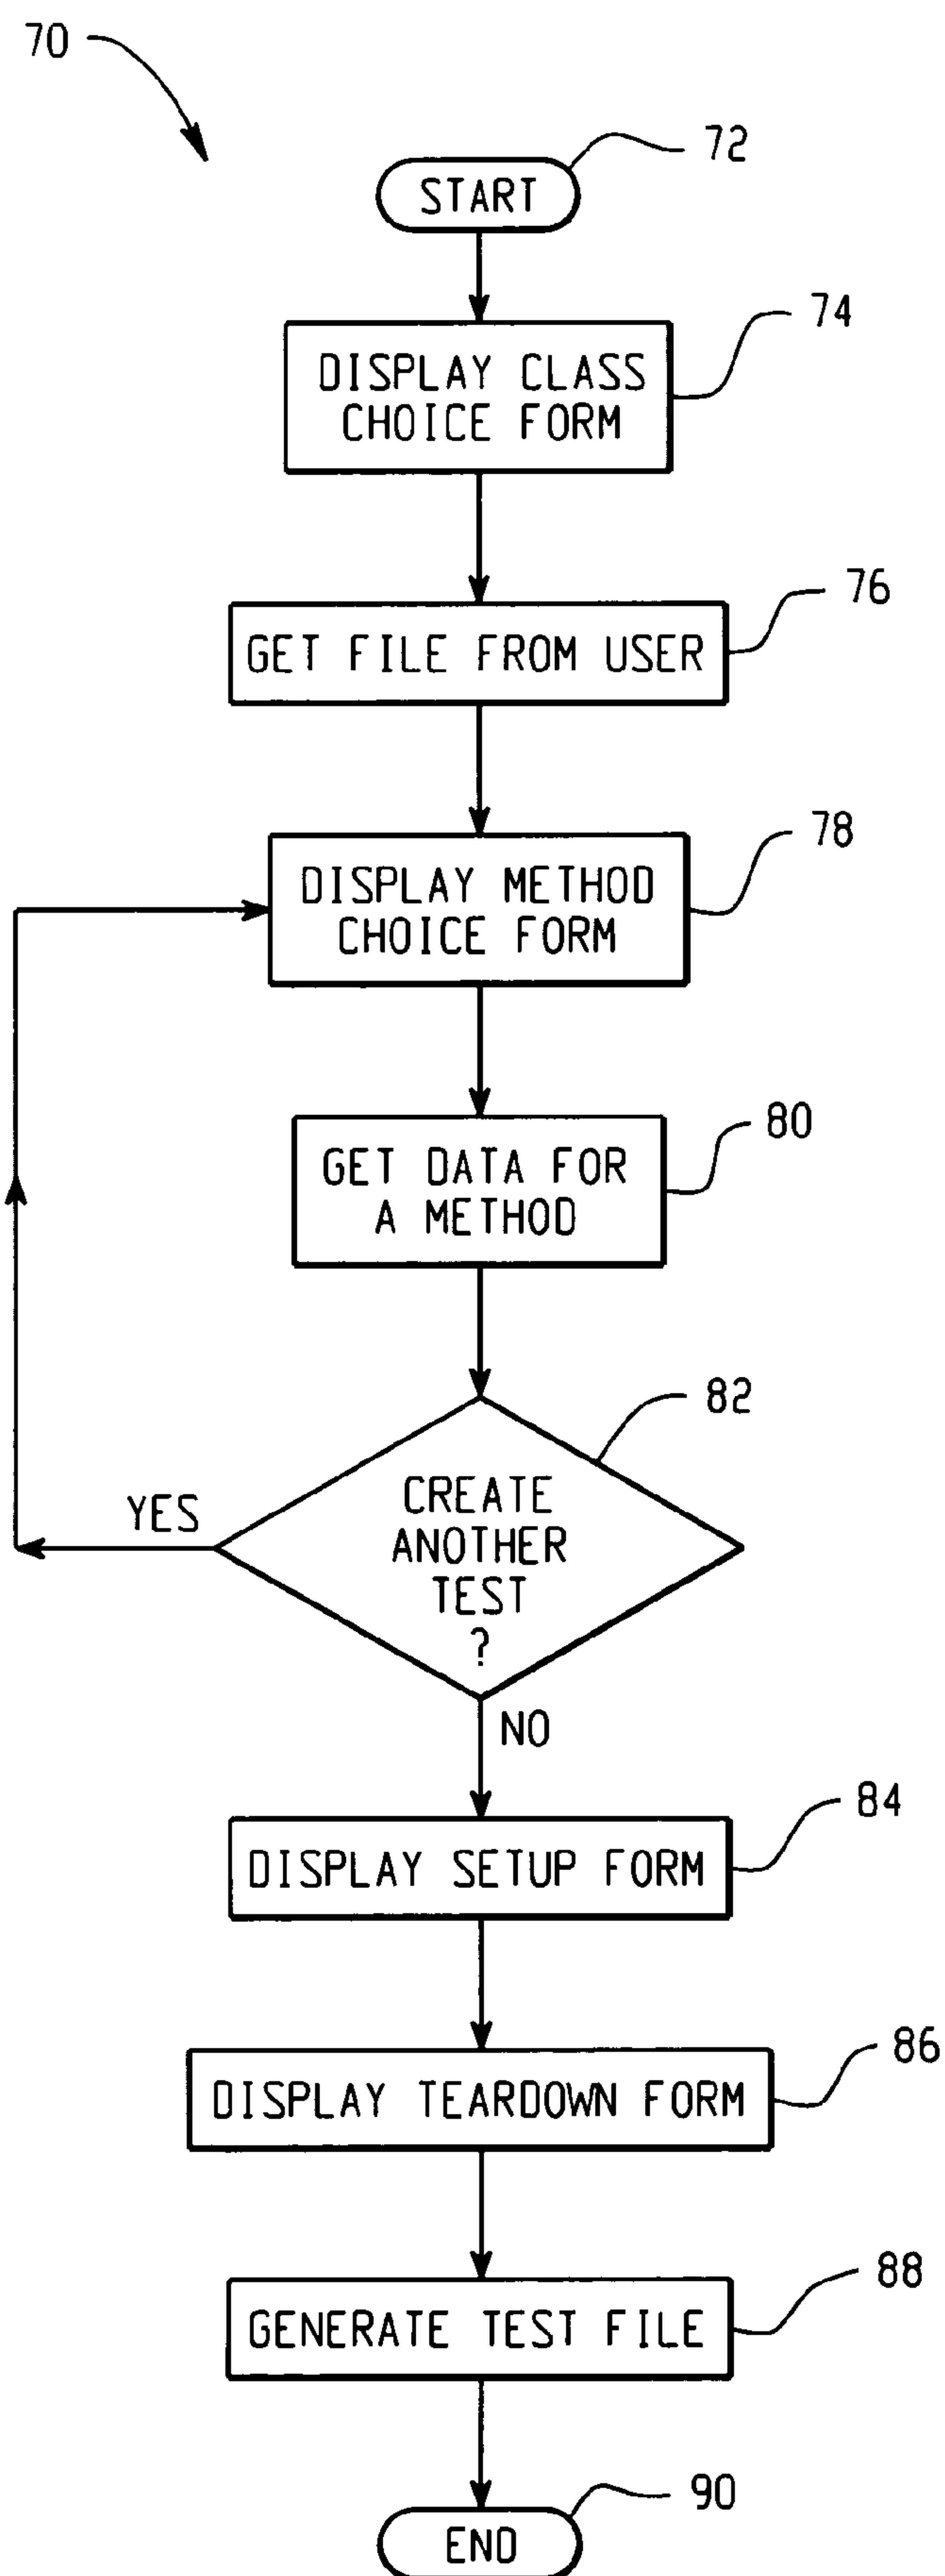 70
72
START
74
DISPLAY CLASS
CHOICE FORM
76
GET FILE FROM USER
78
DISPLAY METHOD
CHOICE FORM
80
GET DATA FOR
A METHOD
82
CREATE
ANOTHER
TEST
?
YES
NO
84
DISPLAY SETUP FORM
86
DISPLAY TEARDOWN FORM
88
GENERATE TEST FILE
90
END